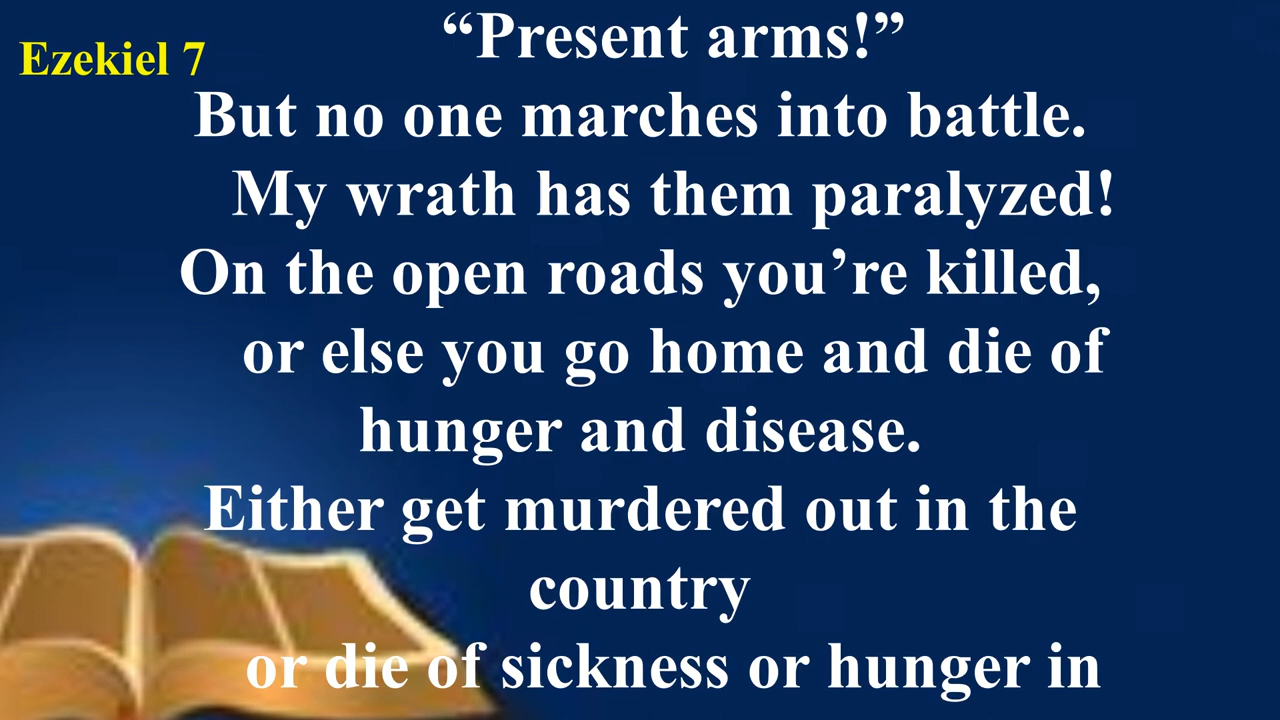 “Present arms!”
Ezekiel 7
But no one marches into battle.
My wrath has them paralyzed!
On the open roads you’re killed,
or else you go home and die of
hunger and disease.
Either get murdered out in the
country
or die of sickness or hunger in